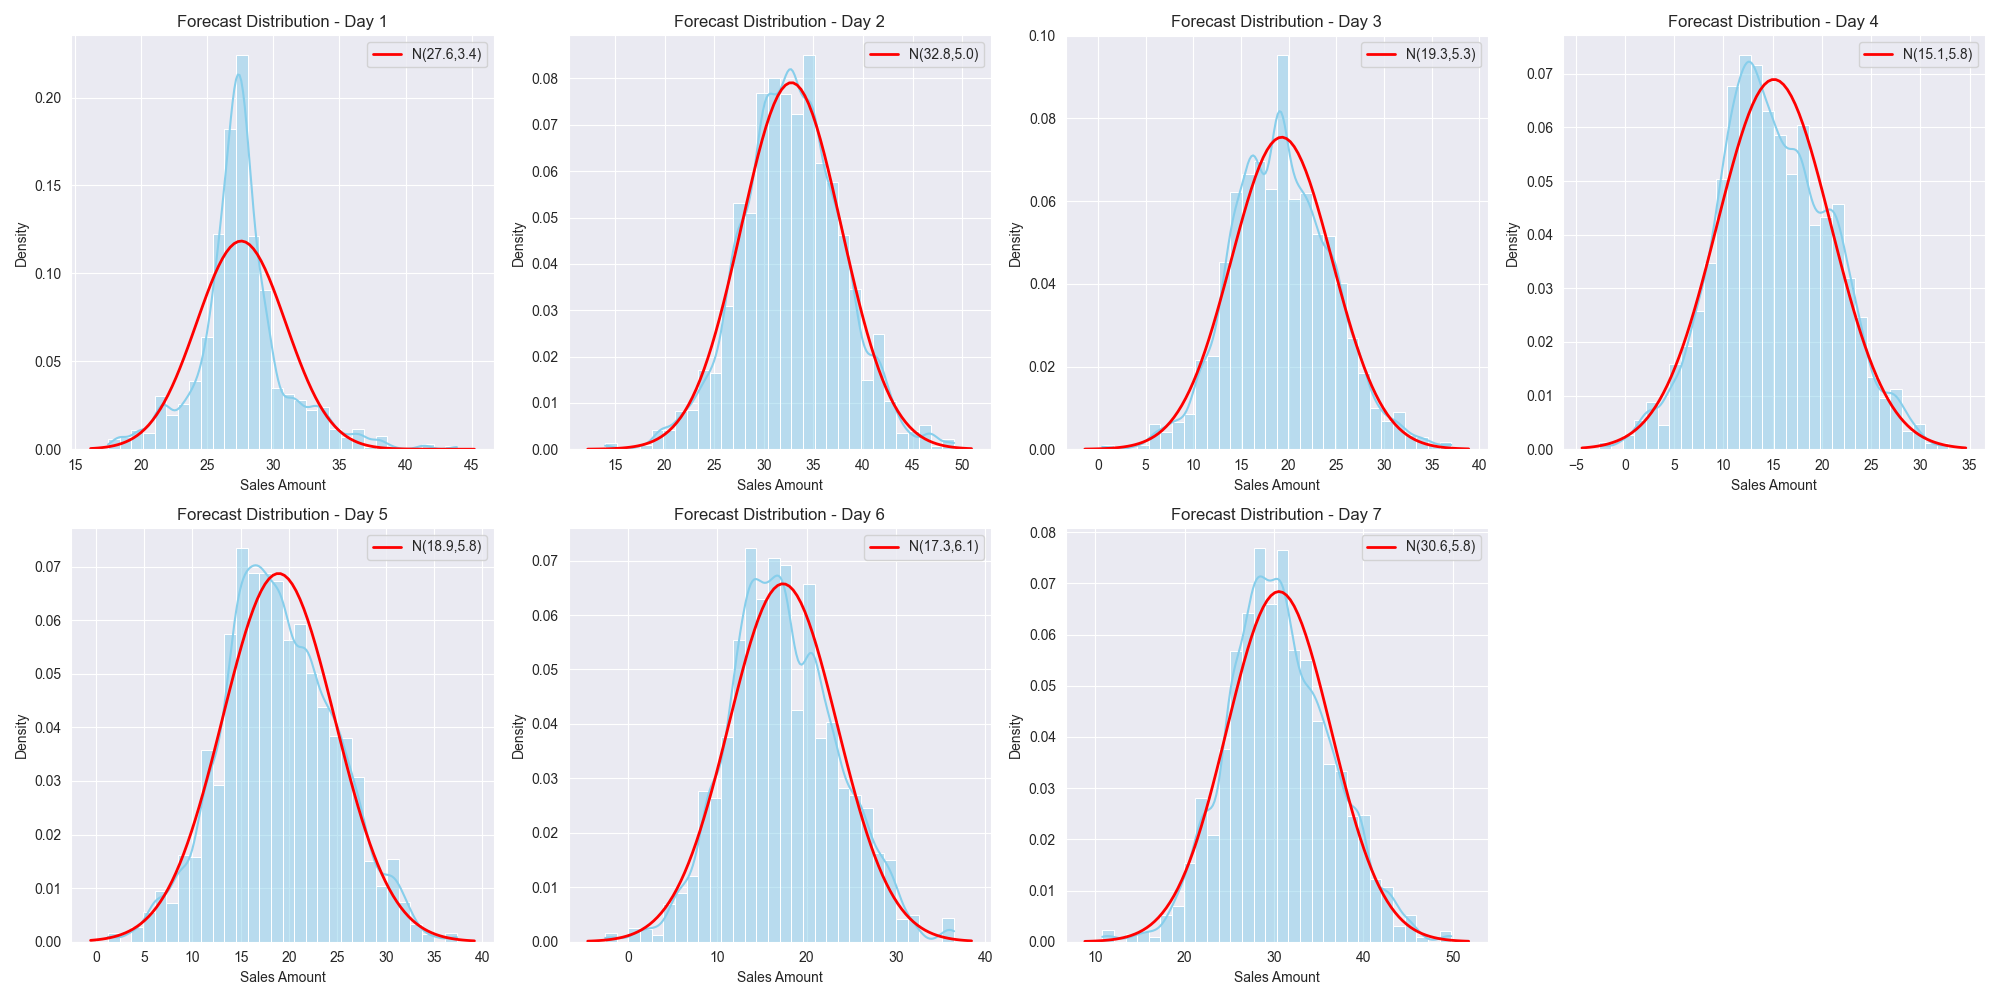 Forecast Distribution - Day 1
N(27.6,3.4)
Density
0.20
0.15
0.10
0.05
0.00
15 20 25 30 35 40 45
Sales Amount
Forecast Distribution - Day 2
N(32.8,5.0)
Density
0.08
0.07
0.06
0.05
0.04
0.03
0.02
0.01
0.00
15 20 25 30 35 40 45 50
Sales Amount
Forecast Distribution - Day 3
N(19.3,5.3)
Density
0.10
0.08
0.06
0.04
0.02
0.00
0 5 10 15 20 25 30 35 40
Sales Amount
Forecast Distribution - Day 4
N(15.1,5.8)
Density
0.07
0.06
0.05
0.04
0.03
0.02
0.01
0.00
−5 0 5 10 15 20 25 30 35
Sales Amount
Forecast Distribution - Day 5
N(18.9,5.8)
Density
0.07
0.06
0.05
0.04
0.03
0.02
0.01
0.00
0 5 10 15 20 25 30 35 40
Sales Amount
Forecast Distribution - Day 6
N(17.3,6.1)
Density
0.07
0.06
0.05
0.04
0.03
0.02
0.01
0.00
0 10 20 30 40
Sales Amount
Forecast Distribution - Day 7
N(30.6,5.8)
Density
0.08
0.07
0.06
0.05
0.04
0.03
0.02
0.01
0.00
10 20 30 40 50
Sales Amount